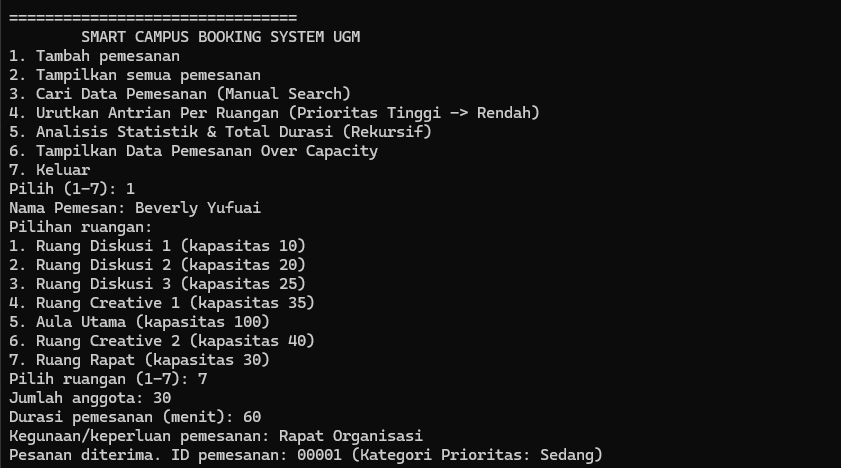 ================================
SMART CAMPUS BOOKING SYSTEM UGM
1. Tambah pemesanan
2. Tampilkan semua pemesanan
3. Cari Data Pemesanan (Manual Search)
4. Urutkan Antrian Per Ruangan (Prioritas Tinggi -> Rendah)
5. Analisis Statistik & Total Durasi (Rekursif)
6. Tampilkan Data Pemesanan Over Capacity
7. Keluar
Pilih (1-7): 1
Nama Pemesan: Beverly Yufuai
Pilihan ruangan:
1. Ruang Diskusi 1 (kapasitas 10)
2. Ruang Diskusi 2 (kapasitas 20)
3. Ruang Diskusi 3 (kapasitas 25)
4. Ruang Creative 1 (kapasitas 35)
5. Aula Utama (kapasitas 100)
6. Ruang Creative 2 (kapasitas 40)
7. Ruang Rapat (kapasitas 30)
Pilih ruangan (1-7): 7
Jumlah anggota: 30
Durasi pemesanan (menit): 60
Kegunaan/keperluan pemesanan: Rapat Organisasi
Pesanan diterima. ID pemesanan: 00001 (Kategori Prioritas: Sedang)